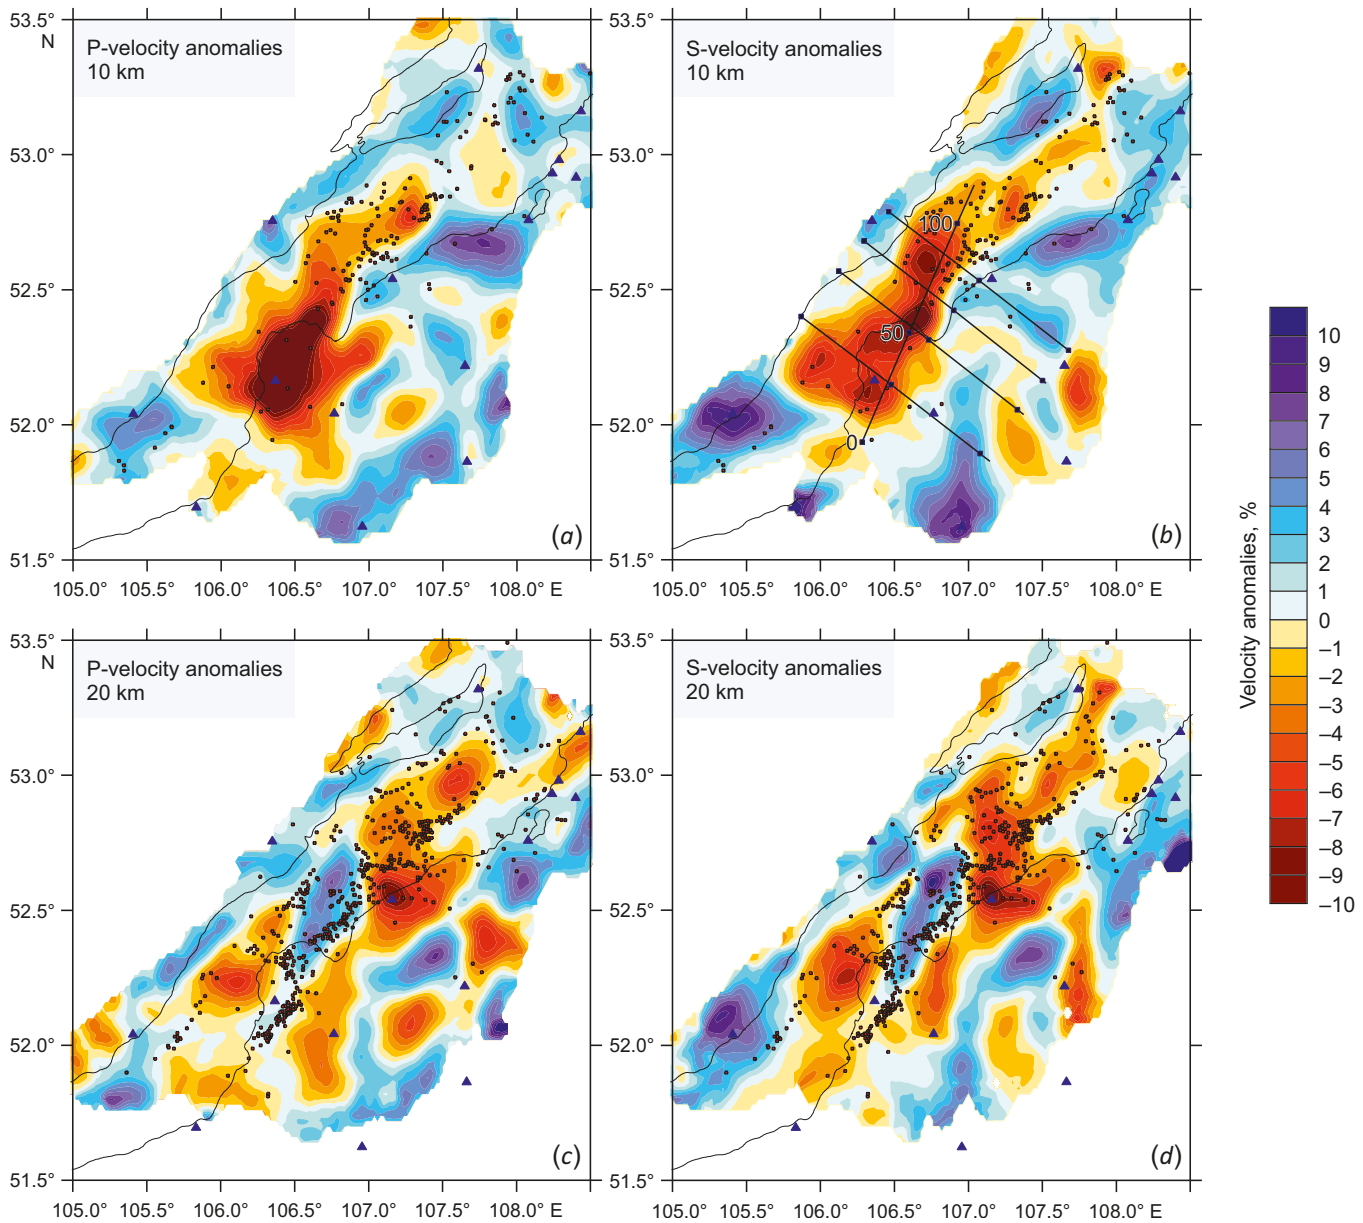 53.5°
N
53.0°
52.5°
52.0°
51.5°
P-velocity anomalies
10 km
(a)
105.0° 105.5° 106.0° 106.5° 107.0° 107.5° 108.0° E
53.5°
N
53.0°
52.5°
52.0°
51.5°
S-velocity anomalies
10 km
100
50
0
(b)
105.0° 105.5° 106.0° 106.5° 107.0° 107.5° 108.0° E
53.5°
N
53.0°
52.5°
52.0°
51.5°
P-velocity anomalies
20 km
(c)
105.0° 105.5° 106.0° 106.5° 107.0° 107.5° 108.0° E
53.5°
N
53.0°
52.5°
52.0°
51.5°
S-velocity anomalies
20 km
(d)
105.0° 105.5° 106.0° 106.5° 107.0° 107.5° 108.0° E
Velocity anomalies, %
10
9
8
7
6
5
4
3
2
1
0
–1
–2
–3
–4
–5
–6
–7
–8
–9
–10